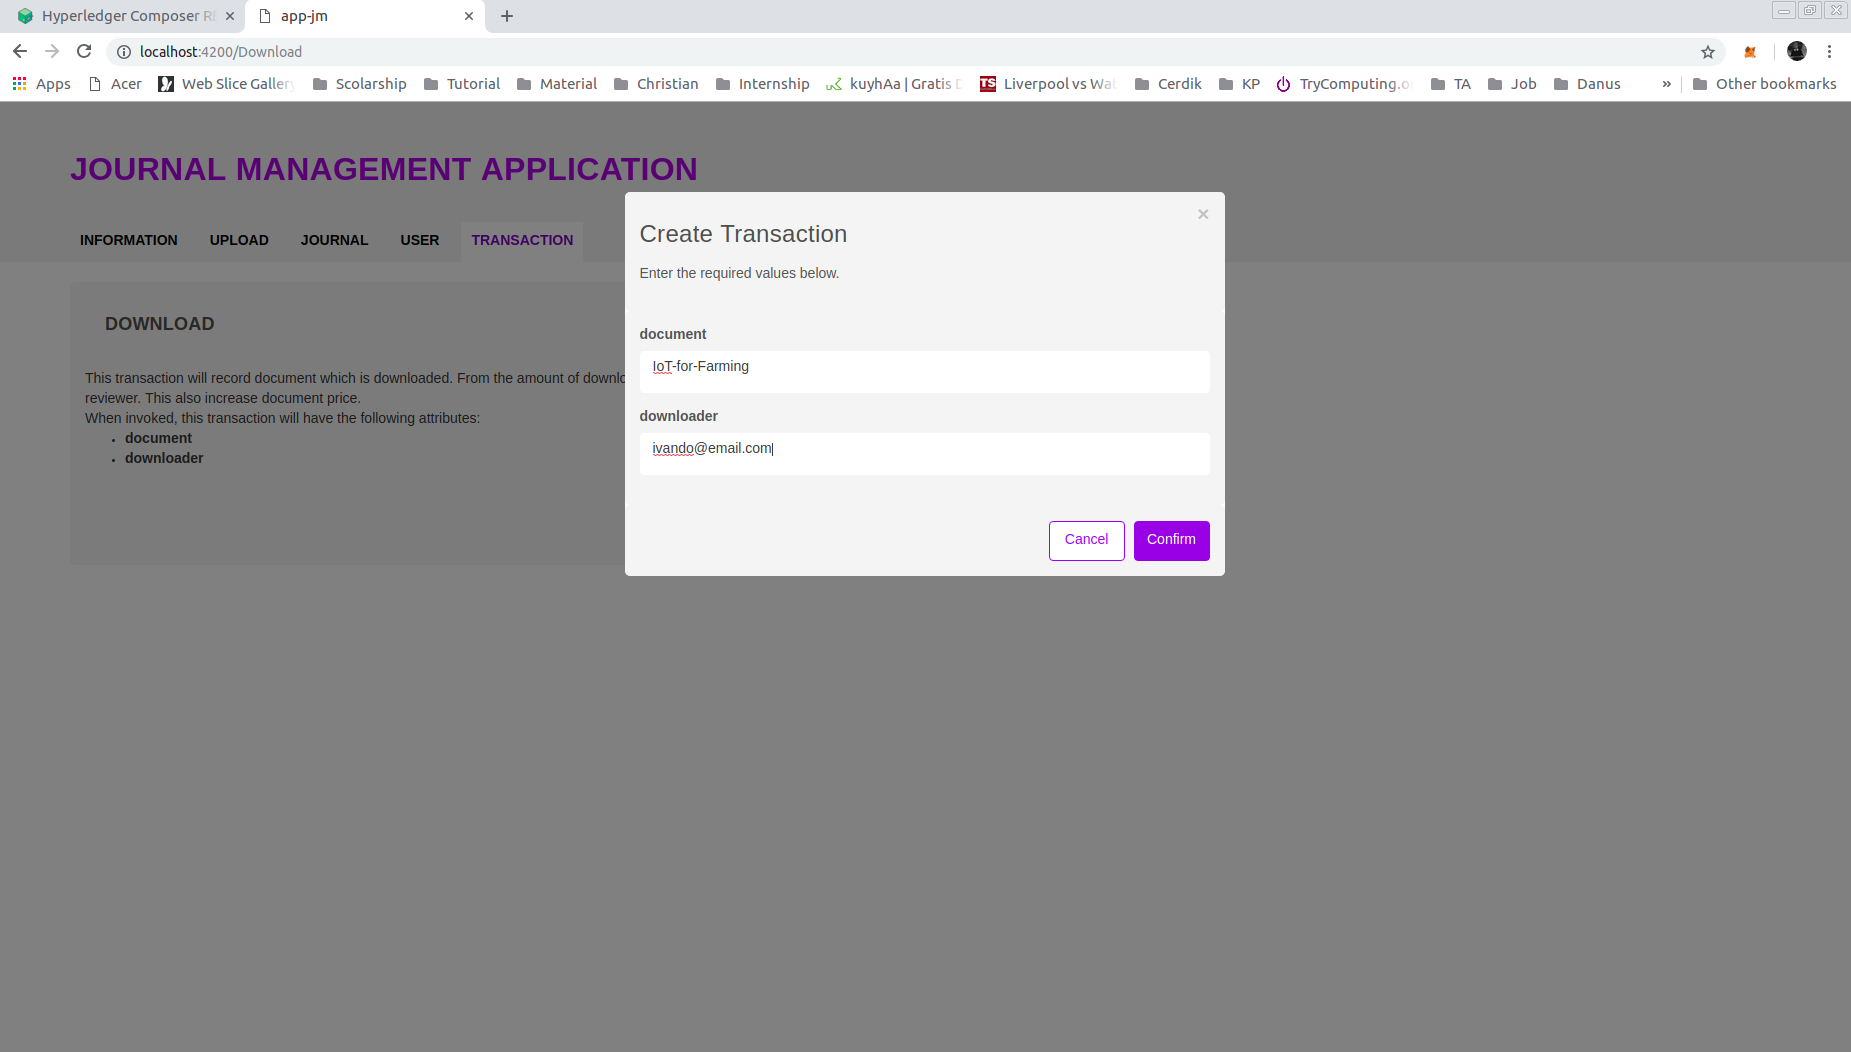 Hyperledger Composer RE
app-jm
localhost:4200/Download
Apps Acer Web Slice Gallery Scolarship Tutorial Material Christian Internship kuyhAa | Gratis D Liverpool vs Wat Cerdik KP TryComputing.o TA Job Danus » Other bookmarks
JOURNAL MANAGEMENT APPLICATION
INFORMATION UPLOAD JOURNAL USER TRANSACTION
DOWNLOAD
This transaction will record document which is downloaded. From the amount of downlo
reviewer. This also increase document price.
When invoked, this transaction will have the following attributes:
document
downloader
×
Create Transaction
Enter the required values below.
document
IoT-for-Farming
downloader
ivando@email.com
Cancel Confirm